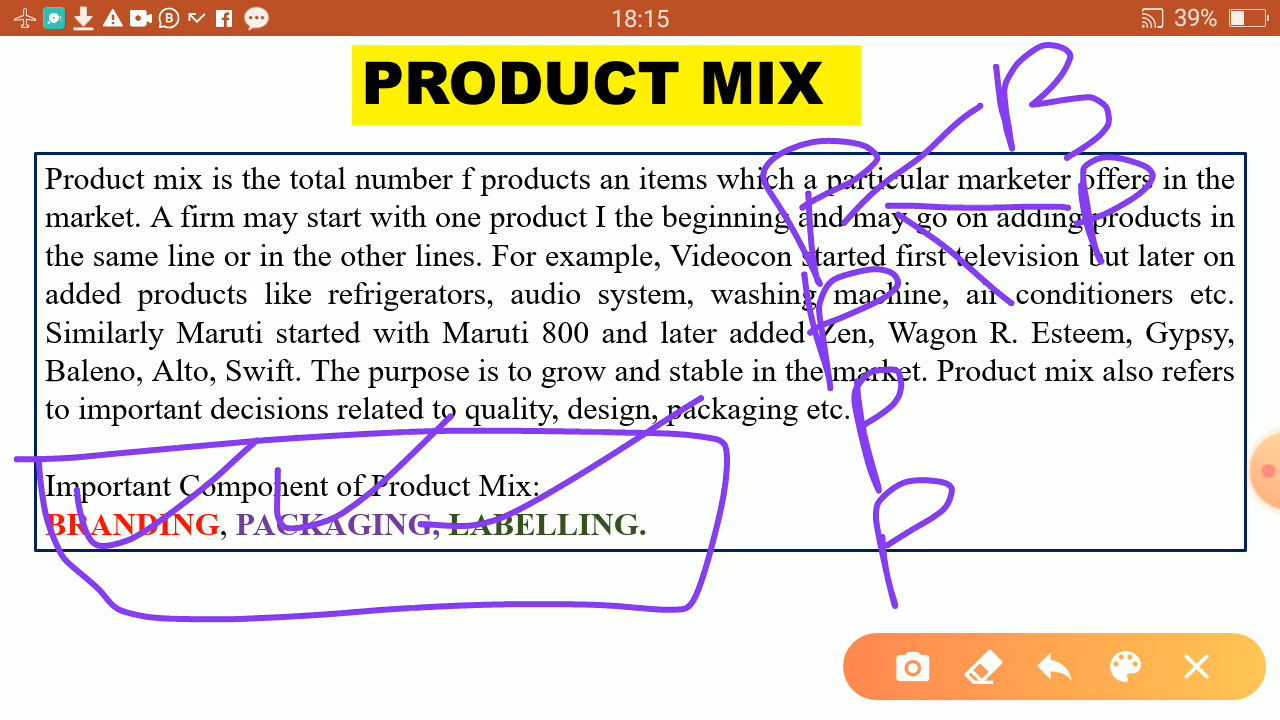 18:15
39%
PRODUCT MIX
Product mix is the total number f products an items which a particular marketer offers in the
market. A firm may start with one product I the beginning and may go on adding products in
the same line or in the other lines. For example, Videocon started first television but later on
added products like refrigerators, audio system, washing machine, air conditioners etc.
Similarly Maruti started with Maruti 800 and later added Zen, Wagon R. Esteem, Gypsy,
Baleno, Alto, Swift. The purpose is to grow and stable in the market. Product mix also refers
to important decisions related to quality, design, packaging etc.
Important Component of Product Mix:
BRANDING, PACKAGING, LABELLING.
B
P
P
P
P
P